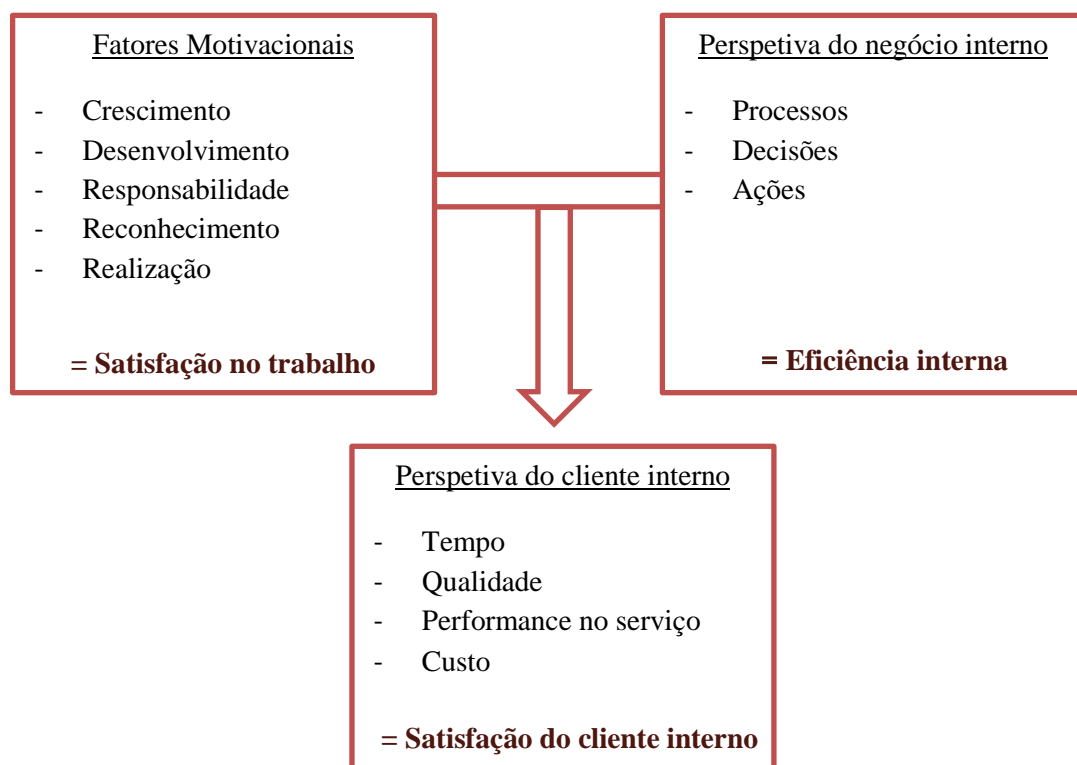 Fatores Motivacionais
- Crescimento
- Desenvolvimento
- Responsabilidade
- Reconhecimento
- Realização
= Satisfação no trabalho
Perspetiva do negócio interno
- Processos
- Decisões
- Ações
= Eficiência interna
Perspetiva do cliente interno
- Tempo
- Qualidade
- Performance no serviço
- Custo
= Satisfação do cliente interno